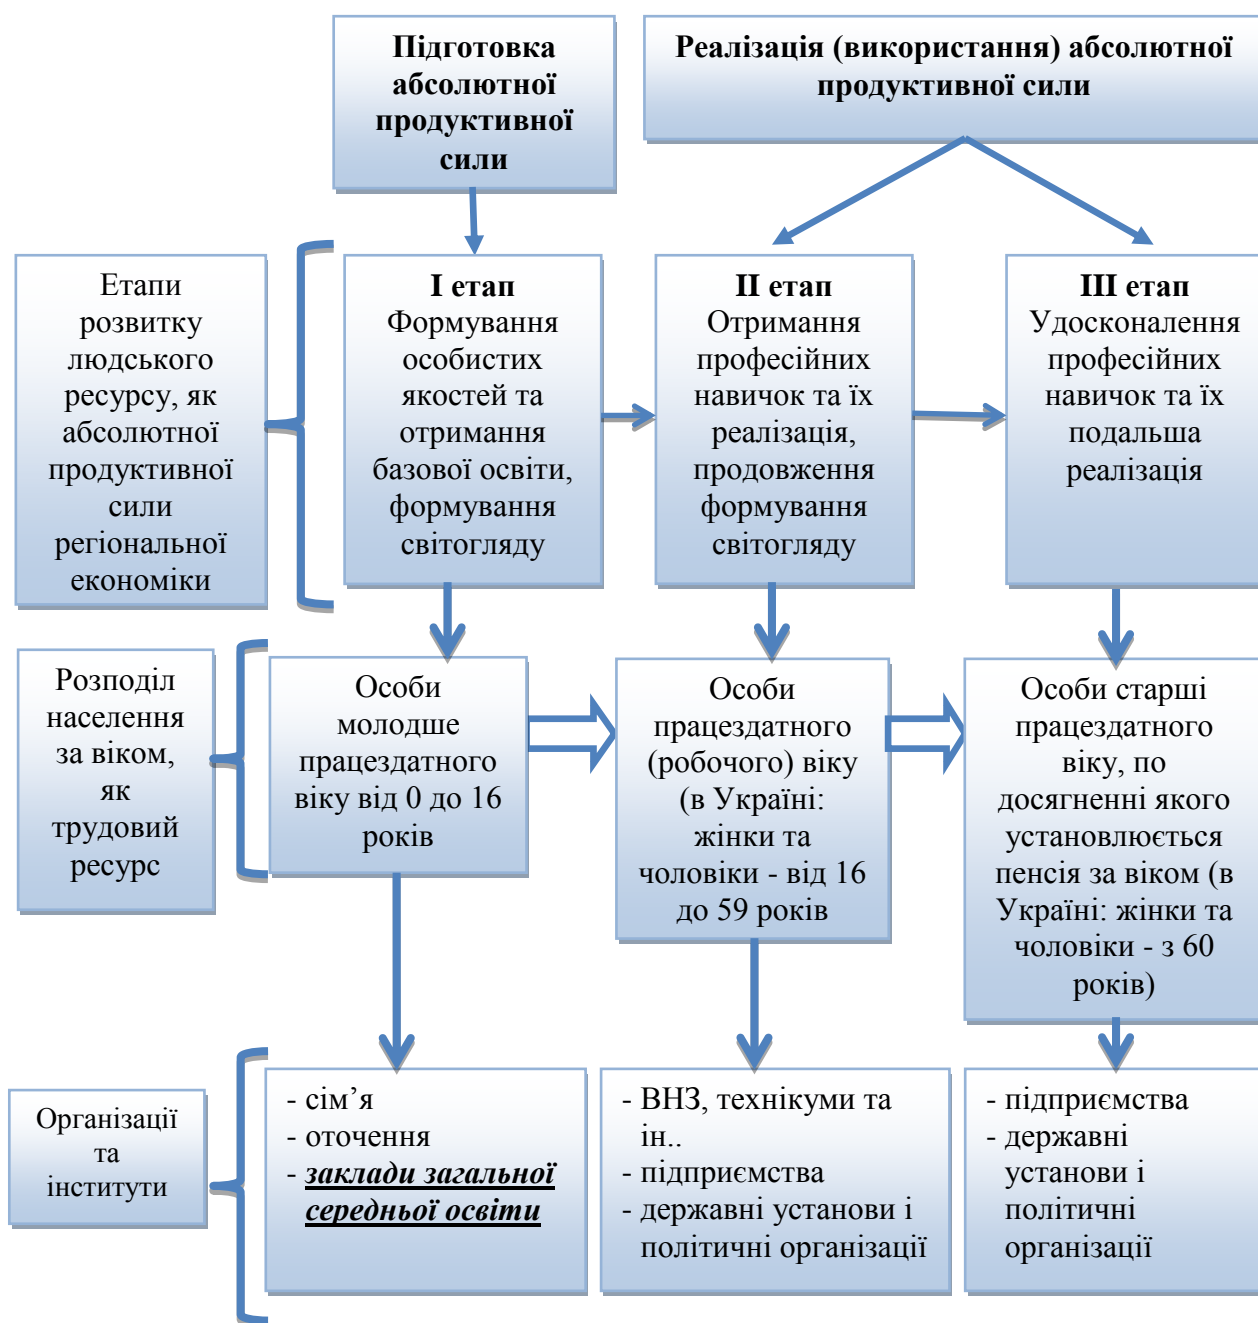 Підготовка
абсолютної
продуктивної
сили
Реалізація (використання) абсолютної
продуктивної сили
Етапи
розвитку
людського
ресурсу, як
абсолютної
продуктивної
сили
регіональної
економіки
І етап
Формування
особистих
якостей та
отримання
базової освіти,
формування
світогляду
ІІ етап
Отримання
професійних
навичок та їх
реалізація,
продовження
формування
світогляду
ІІІ етап
Удосконалення
професійних
навичок та їх
подальша
реалізація
Розподіл
населення
за віком,
як
трудовий
ресурс
Особи
молодше
працездатного
віку від 0 до 16
років
Особи
працездатного
(робочого) віку
(в Україні:
жінки та
чоловіки - від 16
до 59 років
Особи старші
працездатного
віку, по
досягненні якого
установлюється
пенсія за віком (в
Україні: жінки та
чоловіки - з 60
років)
Організації
та
інститути
- сім’я
- оточення
- заклади загальної
середньої освіти
- ВНЗ, технікуми та
ін..
- підприємства
- державні установи і
політичні організації
- підприємства
- державні
установи і
політичні
організації